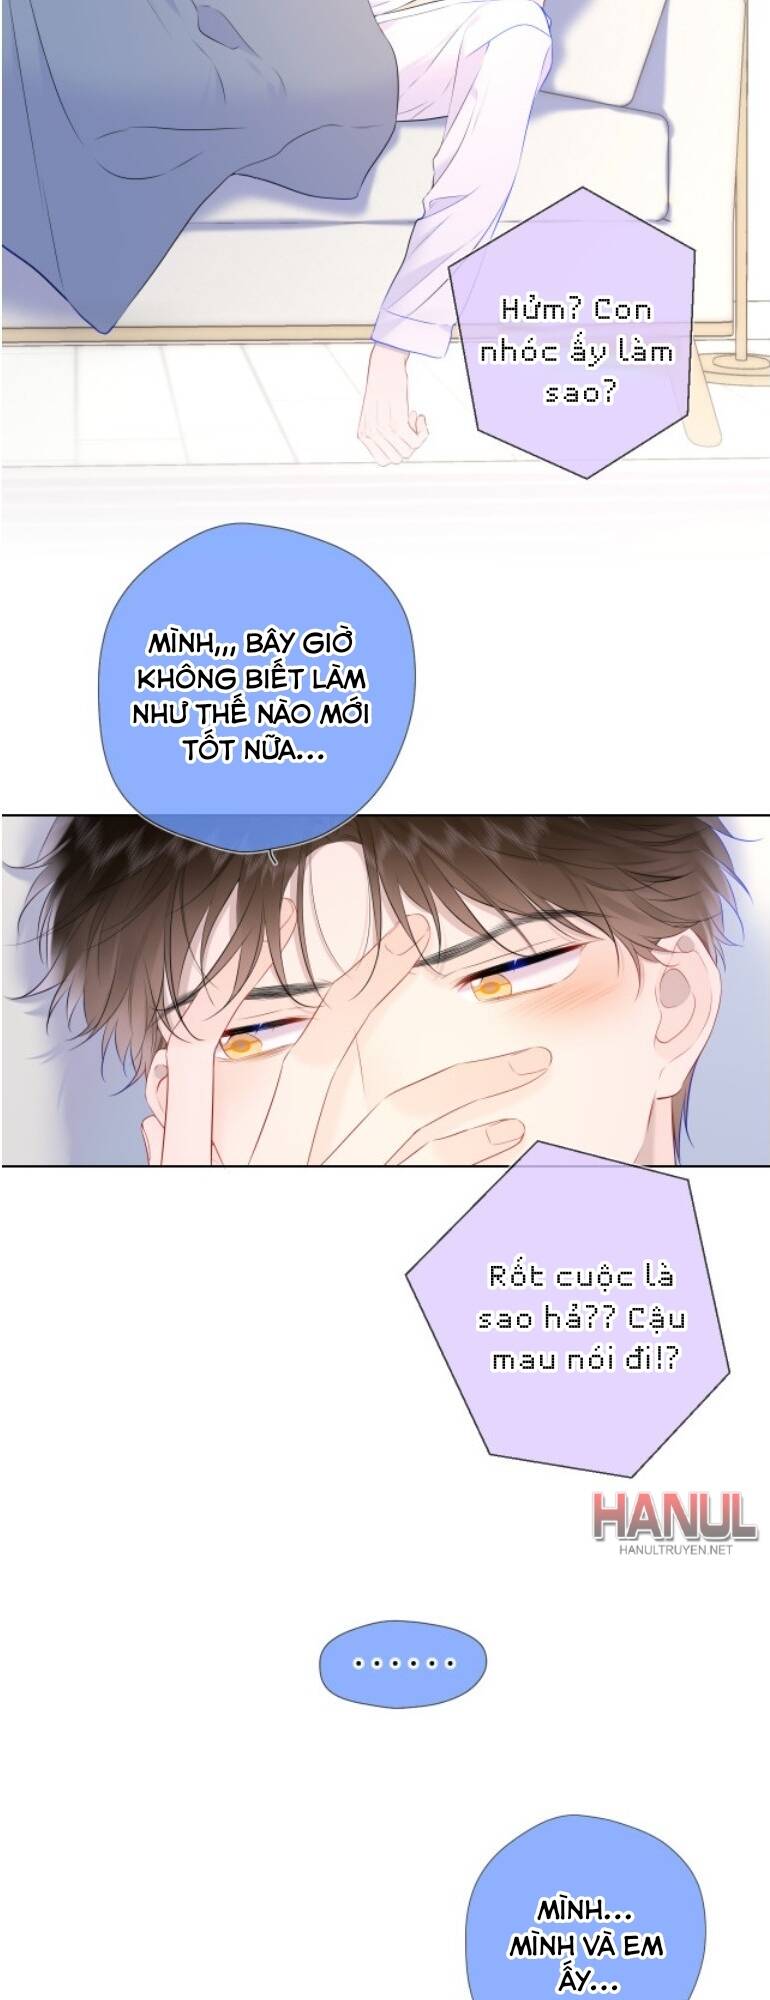 Hửm? Con
nhóc ấy làm
sao?
MÌNH,,, BÂY GIỜ
KHÔNG BIẾT LÀM
NHƯ THẾ NÀO MỚI
TỐT NỮA...
Rốt cuộc là
sao hả?? Cậu
mau nói đi!?
HANUL
HANULTRUYEN.NET
......
MÌNH...
MÌNH VÀ EM
ẤY...